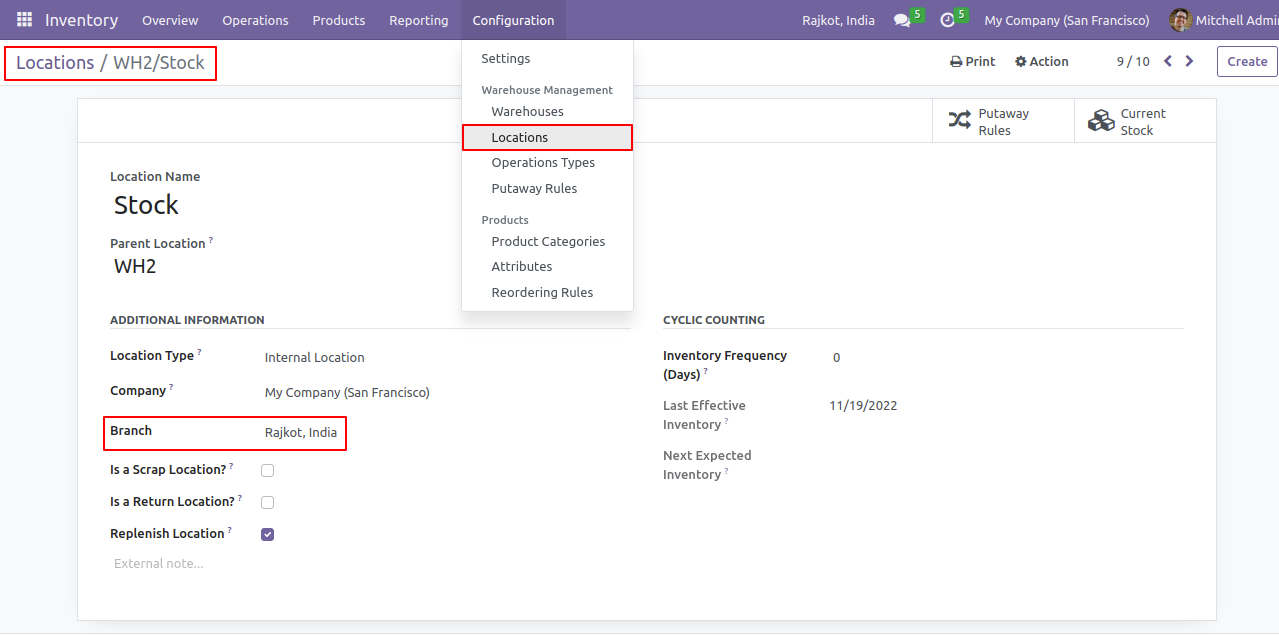 Inventory Overview Operations Products Reporting Configuration Rajkot, India 5 5 My Company (San Francisco) Mitchell Admi
Locations / WH2/Stock Print Action 9 / 10 Create
Settings
Warehouse Management
Warehouses
Locations
Operations Types
Putaway Rules
Products
Product Categories
Attributes
Reordering Rules
Putaway
Rules
Current
Stock
Location Name
Stock
Parent Location ?
WH2
ADDITIONAL INFORMATION
Location Type ? Internal Location
Company ? My Company (San Francisco)
Branch Rajkot, India
Is a Scrap Location? ?
Is a Return Location? ?
Replenish Location ?
External note...
CYCLIC COUNTING
Inventory Frequency
(Days) ? 0
Last Effective
Inventory ? 11/19/2022
Next Expected
Inventory ?